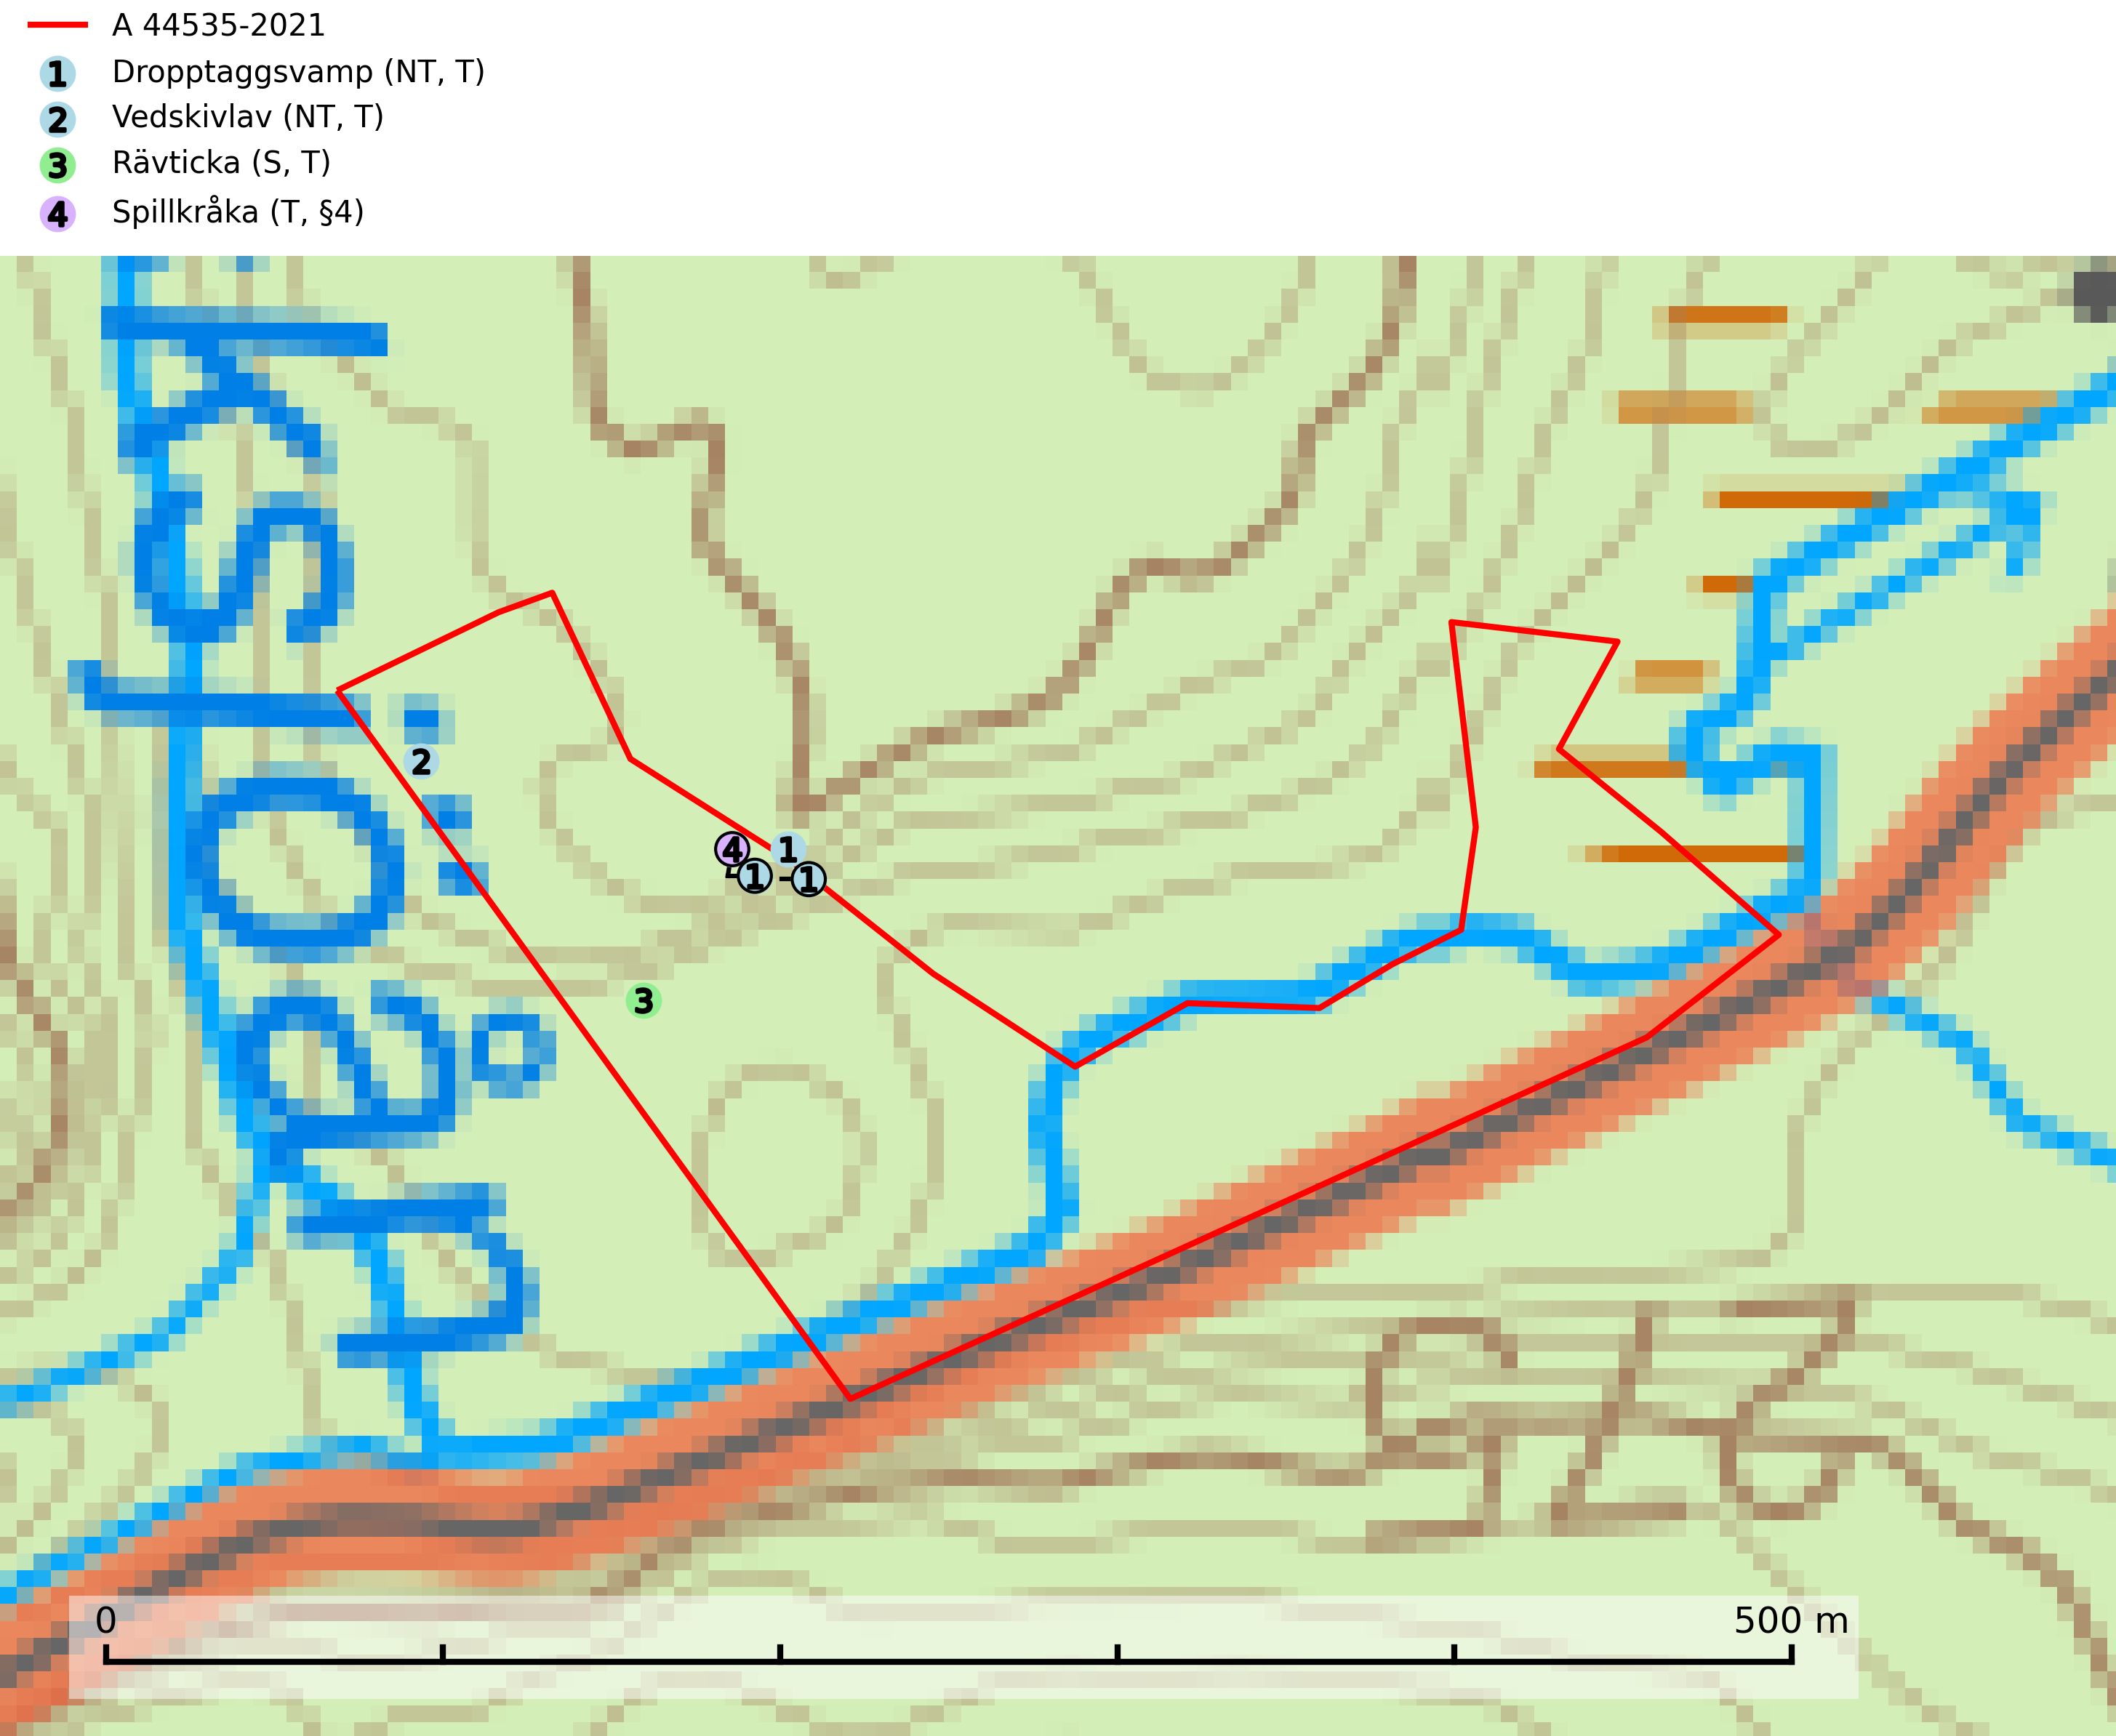 A 44535-2021
1 Dropptaggsvamp (NT, T)
2 Vedskivlav (NT, T)
3 Rävticka (S, T)
4 Spillkråka (T, §4)
2
4 1
1 1
3
0 500 m